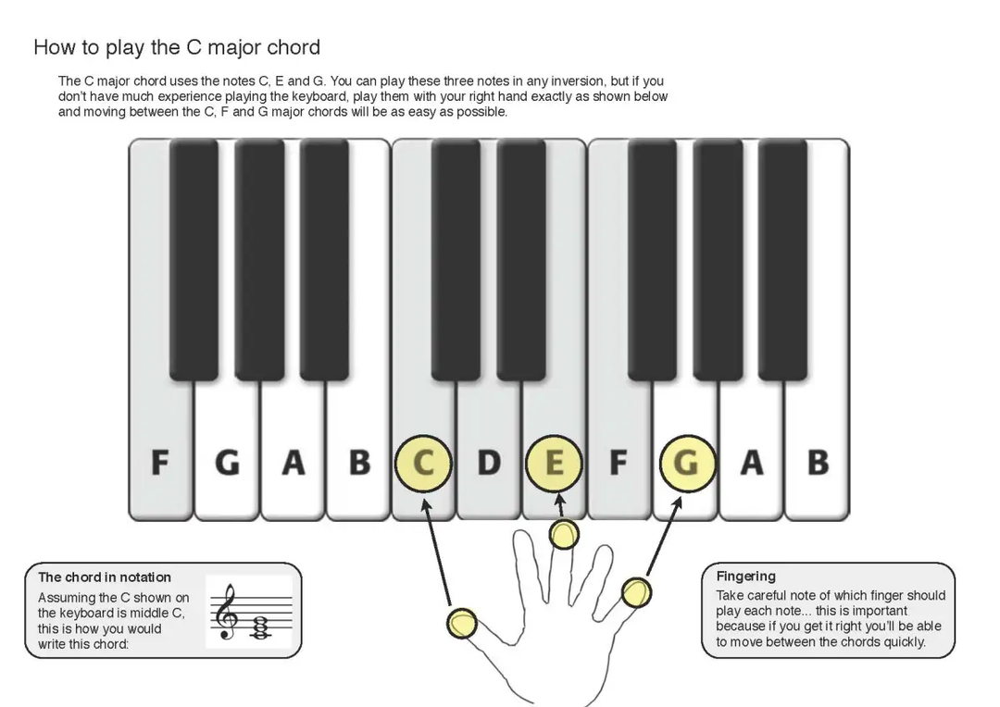 How to play the C major chord
The C major chord uses the notes C, E and G. You can play these three notes in any inversion, but if you
don't have much experience playing the keyboard, play them with your right hand exactly as shown below
and moving between the C, F and G major chords will be as easy as possible.
F G A B C D E F G A B
The chord in notation
Assuming the C shown on
the keyboard is middle C,
this is how you would
write this chord:
Fingering
Take careful note of which finger should
play each note... this is important
because if you get it right you'll be able
to move between the chords quickly.